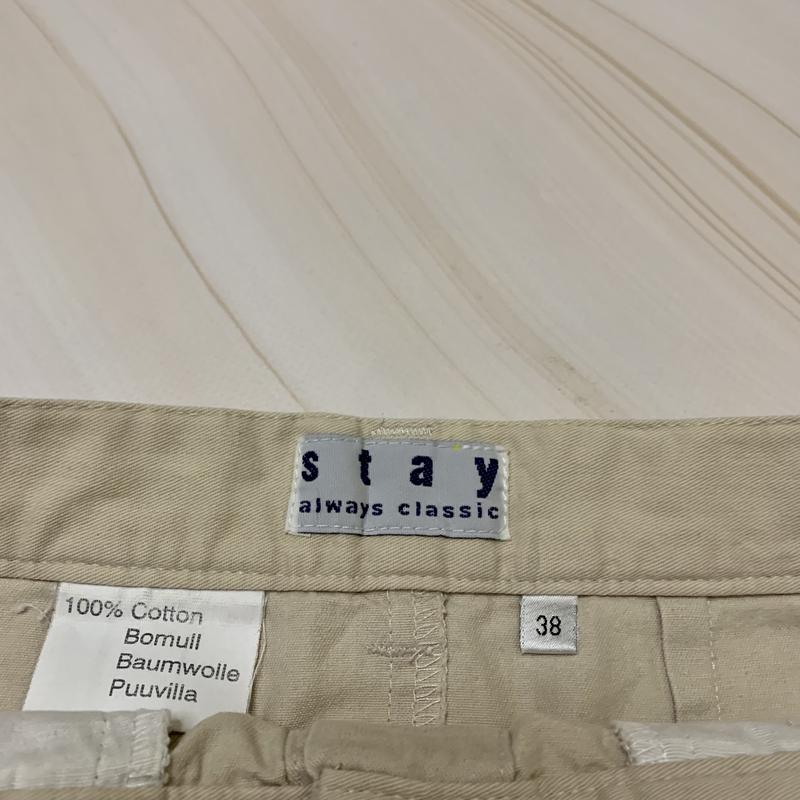 stay
always classic
100% Cotton
Bomull
Baumwolle
Puuvilla
38